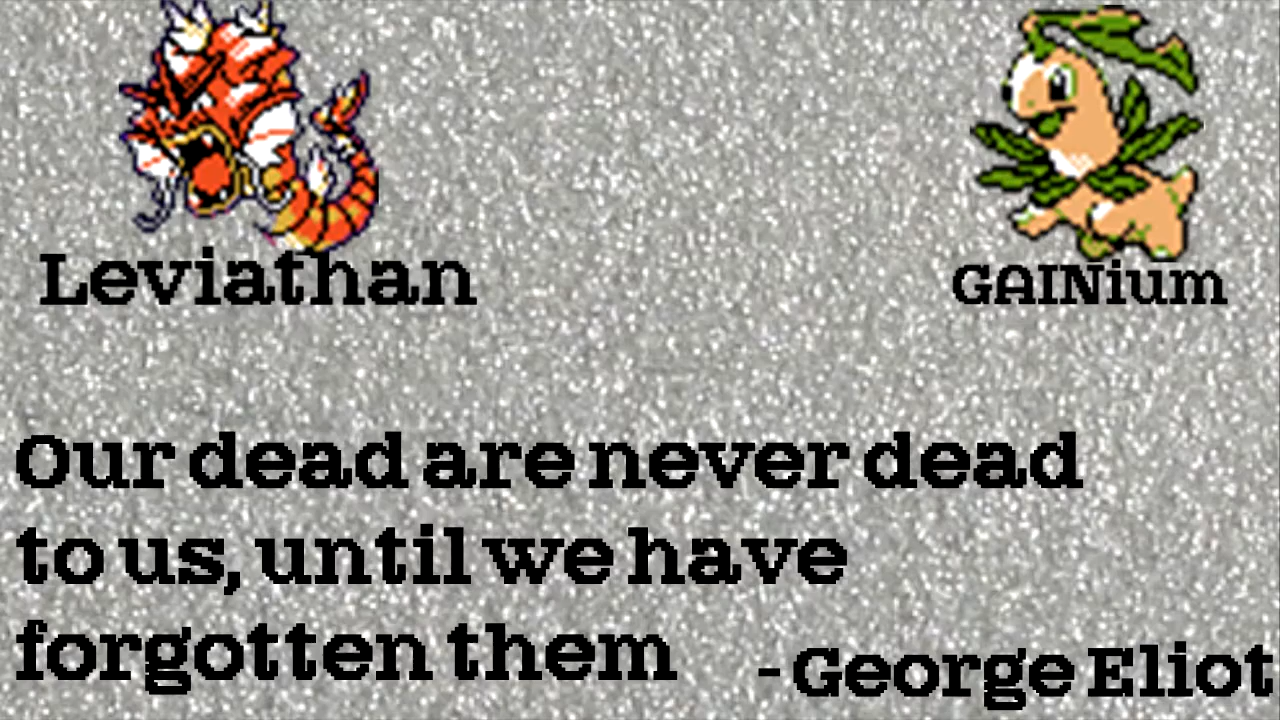 Leviathan
GAINium
Our dead are never dead
to us, until we have
forgotten them
-George Eliot